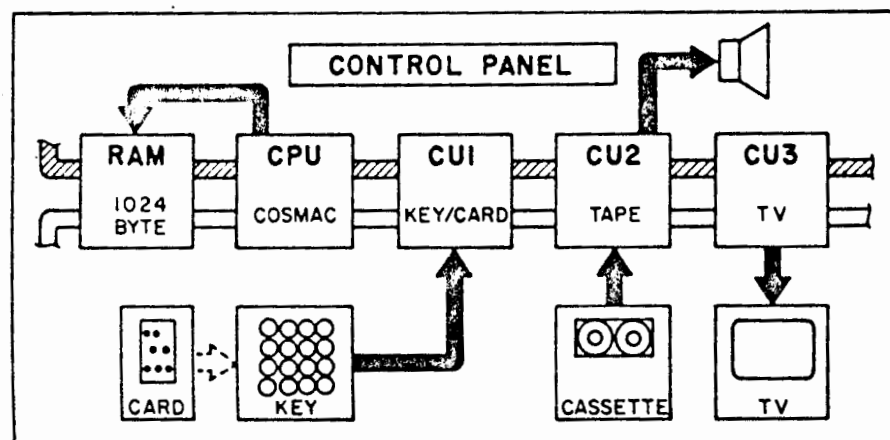 CONTROL PANEL
RAM
1024
BYTE
CPU
COSMAC
CU1
KEY/CARD
CU2
TAPE
CU3
TV
CARD
KEY
CASSETTE
TV